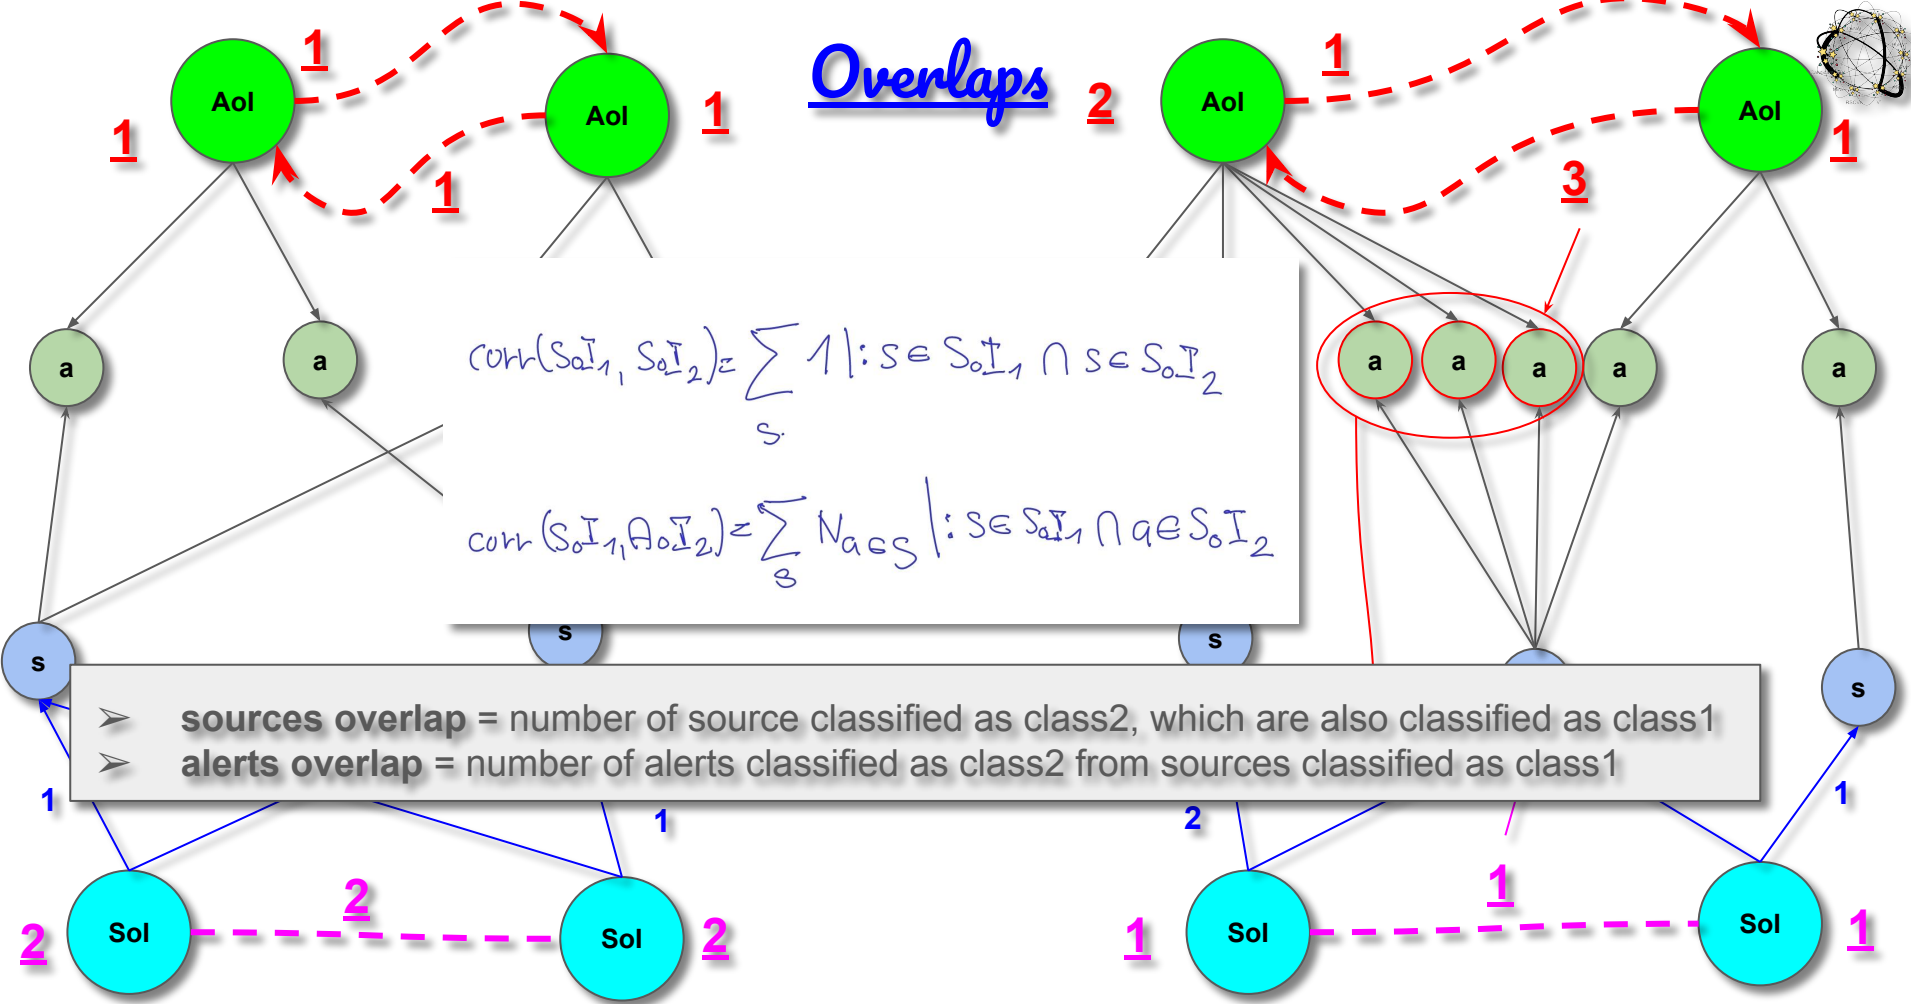 Overlaps
1
1
2
1
AoI
AoI
AoI
AoI
1
1
1
1
3
a
a
a
a
a
a
a
corr(SoI1, SoI2)= ∑ 1 |: s ∈ SoI1 ∩ s ∈ SoI2
s
corr(SoI1, AoI2)= ∑ Na∈s |: s ∈ SoI1 ∩ a ∈ SoI2
s
s
s
s
s
➢ sources overlap = number of source classified as class2, which are also classified as class1
➢ alerts overlap = number of alerts classified as class2 from sources classified as class1
1
1
2
1
2
1
2
SoI
SoI
2
1
SoI
SoI
1